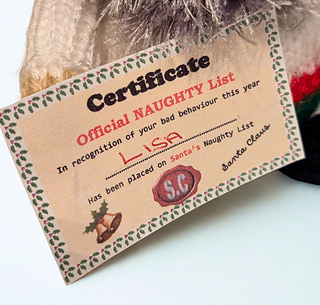 Certificate
Official NAUGHTY List
In recognition of your bad behaviour this year
LISA
Has been placed on Santa's Naughty List
S.C
Santa Claus